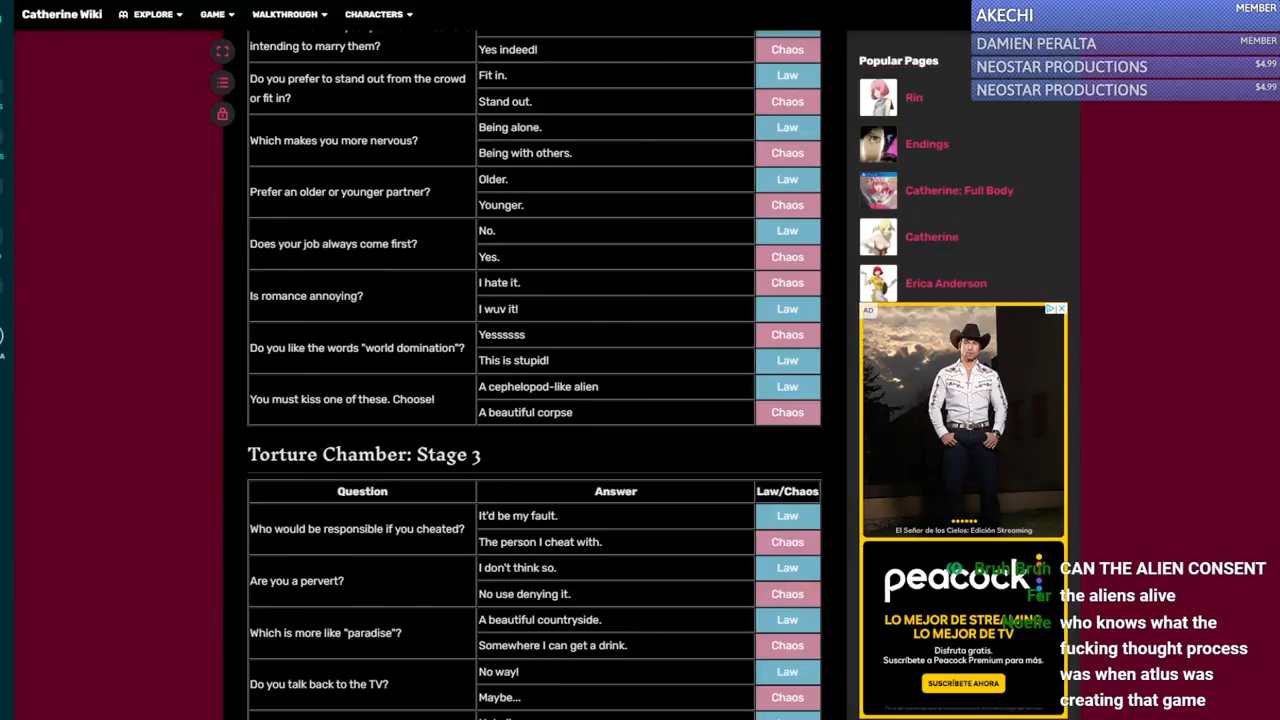 Catherine Wiki
EXPLORE
GAME
WALKTHROUGH
CHARACTERS
intending to marry them?
Yes indeed!
Chaos
Do you prefer to stand out from the crowd
or fit in?
Fit in.
Law
Stand out.
Chaos
Which makes you more nervous?
Being alone.
Law
Being with others.
Chaos
Prefer an older or younger partner?
Older.
Law
Younger.
Chaos
Does your job always come first?
No.
Law
Yes.
Chaos
Is romance annoying?
I hate it.
Chaos
I wuv it!
Law
Do you like the words "world domination"?
Yessssss
Chaos
This is stupid!
Law
You must kiss one of these. Choose!
A cephelopod-like alien
Law
A beautiful corpse
Chaos
Torture Chamber: Stage 3
Question
Answer
Law/Chaos
Who would be responsible if you cheated?
It'd be my fault.
Law
The person I cheat with.
Chaos
Are you a pervert?
I don't think so.
Law
No use denying it.
Chaos
Which is more like "paradise"?
A beautiful countryside.
Law
Somewhere I can get a drink.
Chaos
Do you talk back to the TV?
No way!
Law
Maybe...
Chaos
Popular Pages
Rin
Endings
Catherine: Full Body
Catherine
Erica Anderson
AD
El Señor de los Cielos: Edición Streaming
peacock
LO MEJOR DE STREAMING
LO MEJOR DE TV
Disfruta gratis.
Suscríbete a Peacock Premium para más.
SUSCRÍBETE AHORA
AKECHI MEMBER
DAMIEN PERALTA MEMBER
NEOSTAR PRODUCTIONS $4.99
NEOSTAR PRODUCTIONS $4.99
Bruh Bruh CAN THE ALIEN CONSENT
Far the aliens alive
Noelle who knows what the
fucking thought process
was when atlus was
creating that game